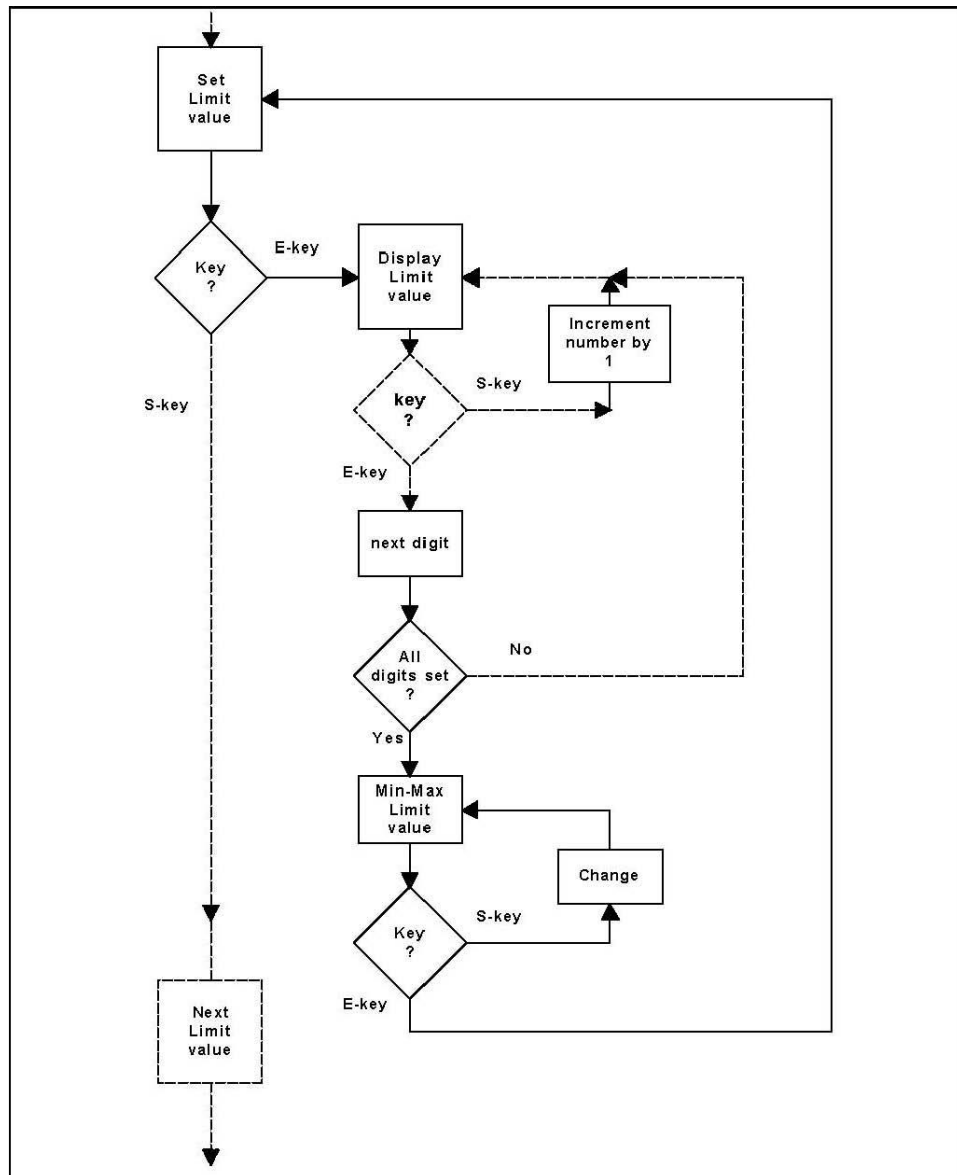 Set
Limit
value
Key
?
E-key
S-key
Display
Limit
value
Increment
number by
1
key
?
S-key
E-key
next digit
All
digits set
?
No
Yes
Min-Max
Limit
value
Change
Key
?
S-key
E-key
Next
Limit
value